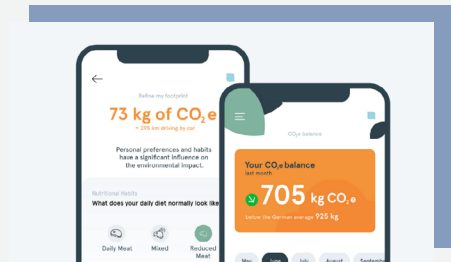 Refine my footprint
73 kg of CO₂e
≈ 295 km driving by car
Personal preferences and habits
have a significant influence on
the environmental impact.
Nutritional Habits
What does your daily diet normally look like
Daily Meat
Mixed
Reduced
Meat
CO₂e balance
Your CO₂e balance
last month
705 kg CO₂e
below the German average 925 kg
May
June
July
August
September